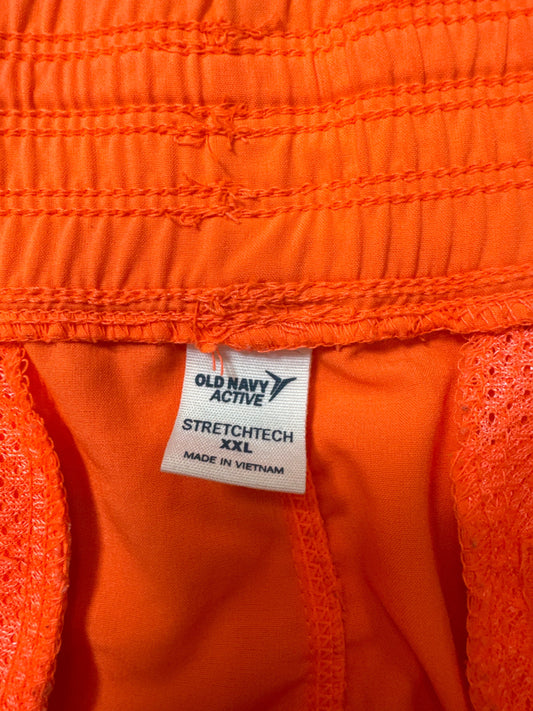 OLD NAVY
ACTIVE
STRETCHTECH
XXL
MADE IN VIETNAM